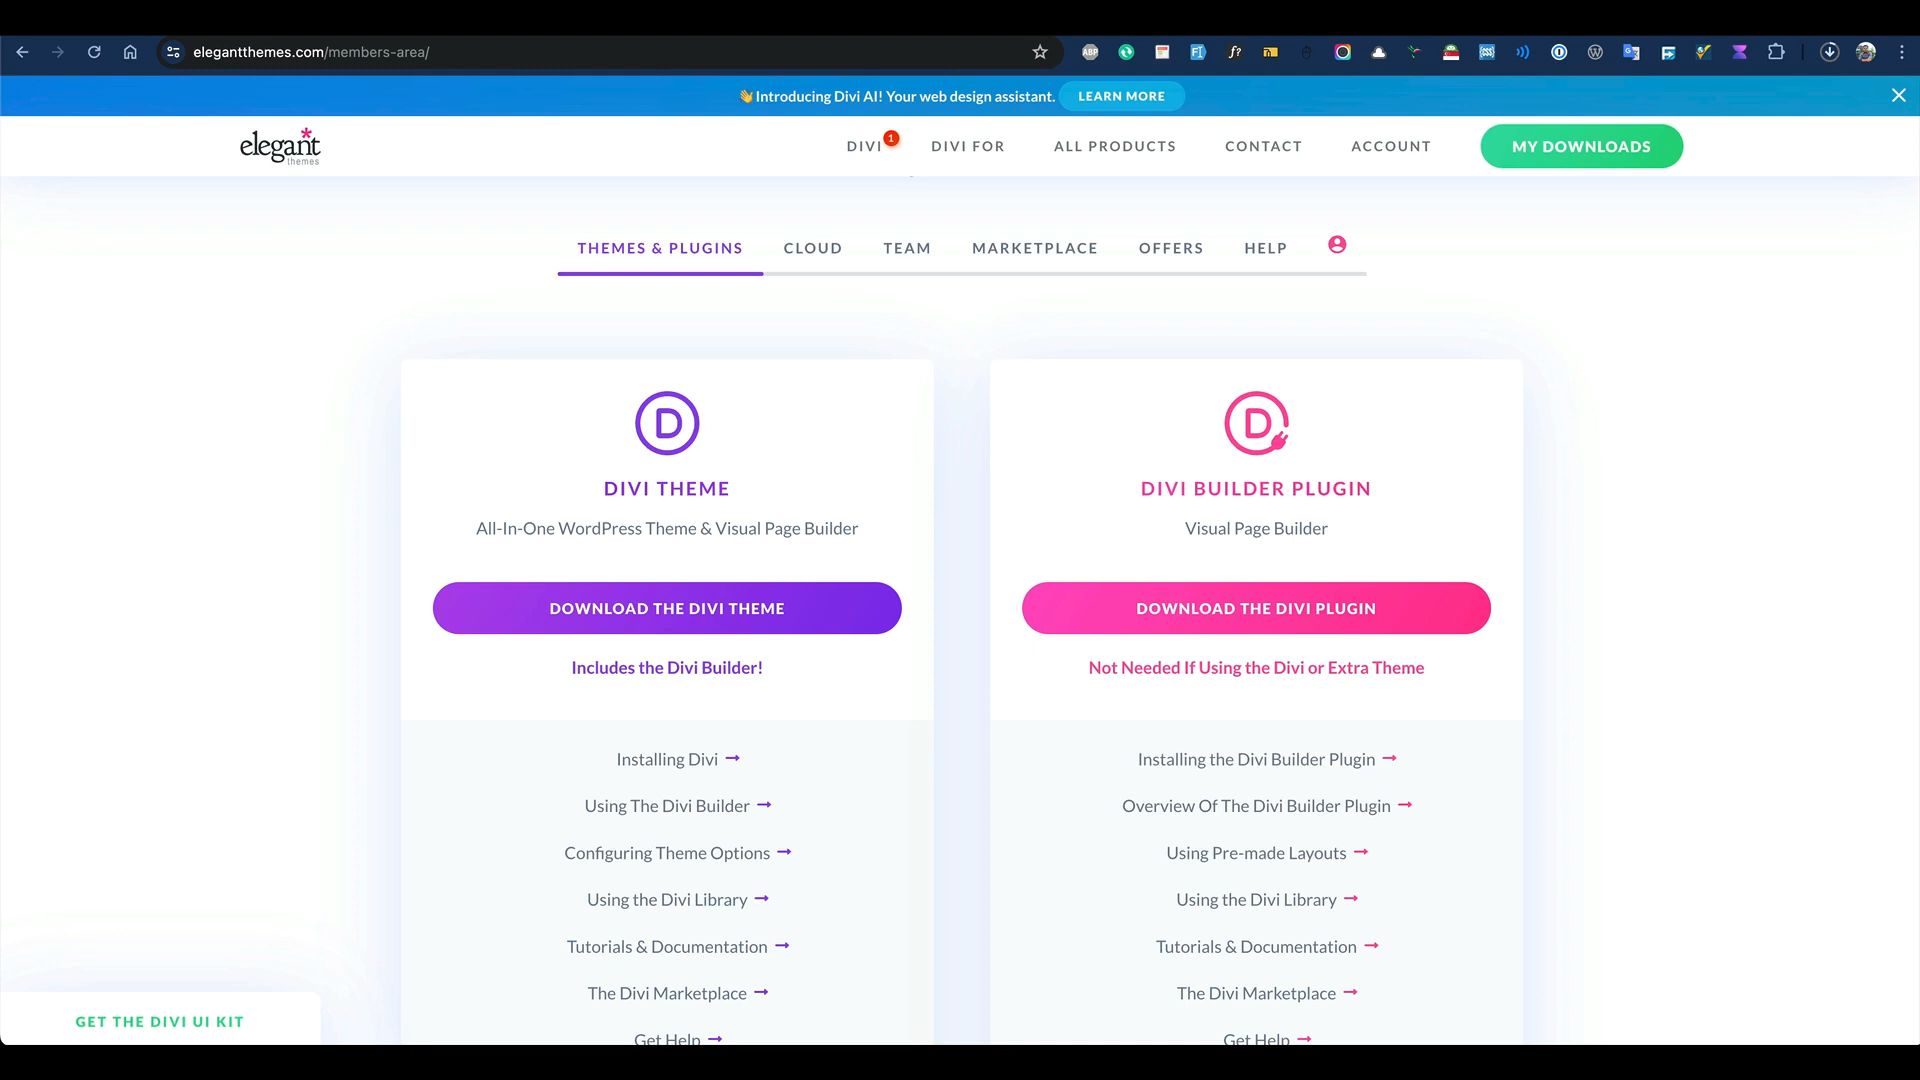 elegantthemes.com/members-area/
👋 Introducing Divi AI! Your web design assistant. LEARN MORE
elegant
themes
DIVI 1 DIVI FOR ALL PRODUCTS CONTACT ACCOUNT MY DOWNLOADS
THEMES & PLUGINS CLOUD TEAM MARKETPLACE OFFERS HELP
DIVI THEME
All-In-One WordPress Theme & Visual Page Builder
DOWNLOAD THE DIVI THEME
Includes the Divi Builder!
Installing Divi
Using The Divi Builder
Configuring Theme Options
Using the Divi Library
Tutorials & Documentation
The Divi Marketplace
Get Help
DIVI BUILDER PLUGIN
Visual Page Builder
DOWNLOAD THE DIVI PLUGIN
Not Needed If Using the Divi or Extra Theme
Installing the Divi Builder Plugin
Overview Of The Divi Builder Plugin
Using Pre-made Layouts
Using the Divi Library
Tutorials & Documentation
The Divi Marketplace
Get Help
GET THE DIVI UI KIT